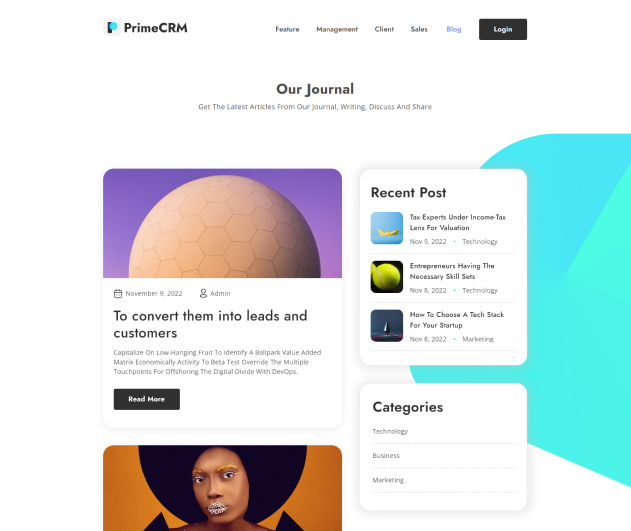 PrimeCRM
Feature Management Client Sales Blog Login
Our Journal
Get The Latest Articles From Our Journal, Writing, Discuss And Share
November 9, 2022 Admin
To convert them into leads and
customers
Capitalize On Low-Hanging Fruit To Identify A Ballpark Value Added
Matrix Economically Activity To Beta Test Override The Multiple
Touchpoints For Offshoring The Digital Divide With DevOps.
Read More
Recent Post
Tax Experts Under Income-Tax
Lens For Valuation
Nov 9, 2022 • Technology
Entrepreneurs Having The
Necessary Skill Sets
Nov 8, 2022 • Technology
How To Choose A Tech Stack
For Your Startup
Nov 8, 2022 • Marketing
Categories
Technology
Business
Marketing